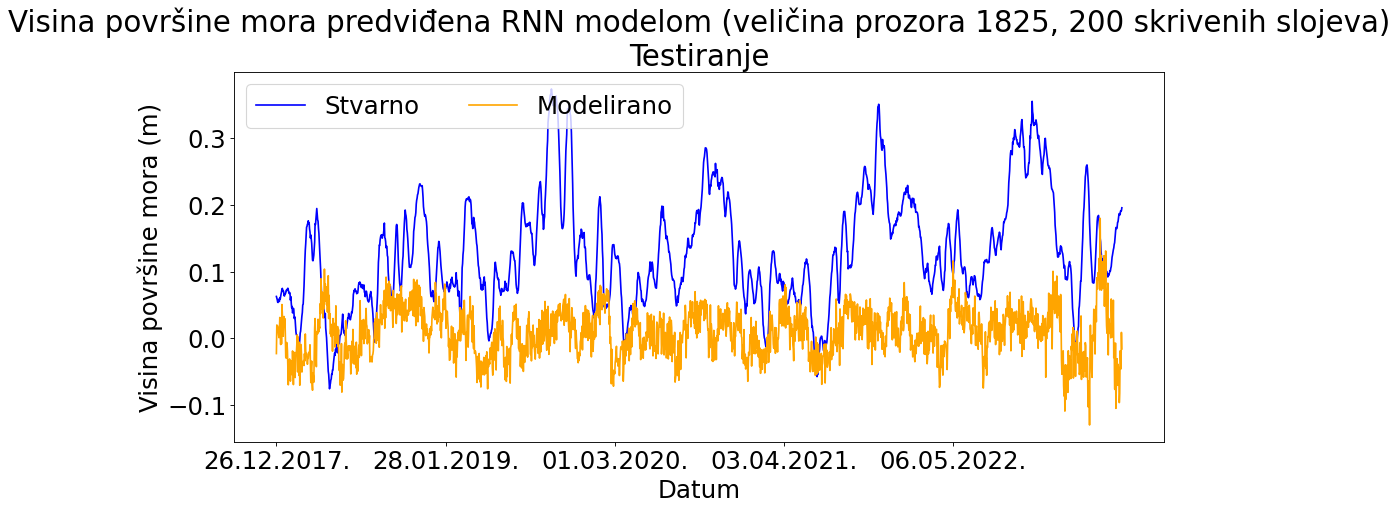 Visina površine mora predviđena RNN modelom (veličina prozora 1825, 200 skrivenih slojeva)
Testiranje
Stvarno
Modelirano
Visina površine mora (m)
0.3
0.2
0.1
0.0
−0.1
26.12.2017.
28.01.2019.
01.03.2020.
03.04.2021.
06.05.2022.
Datum